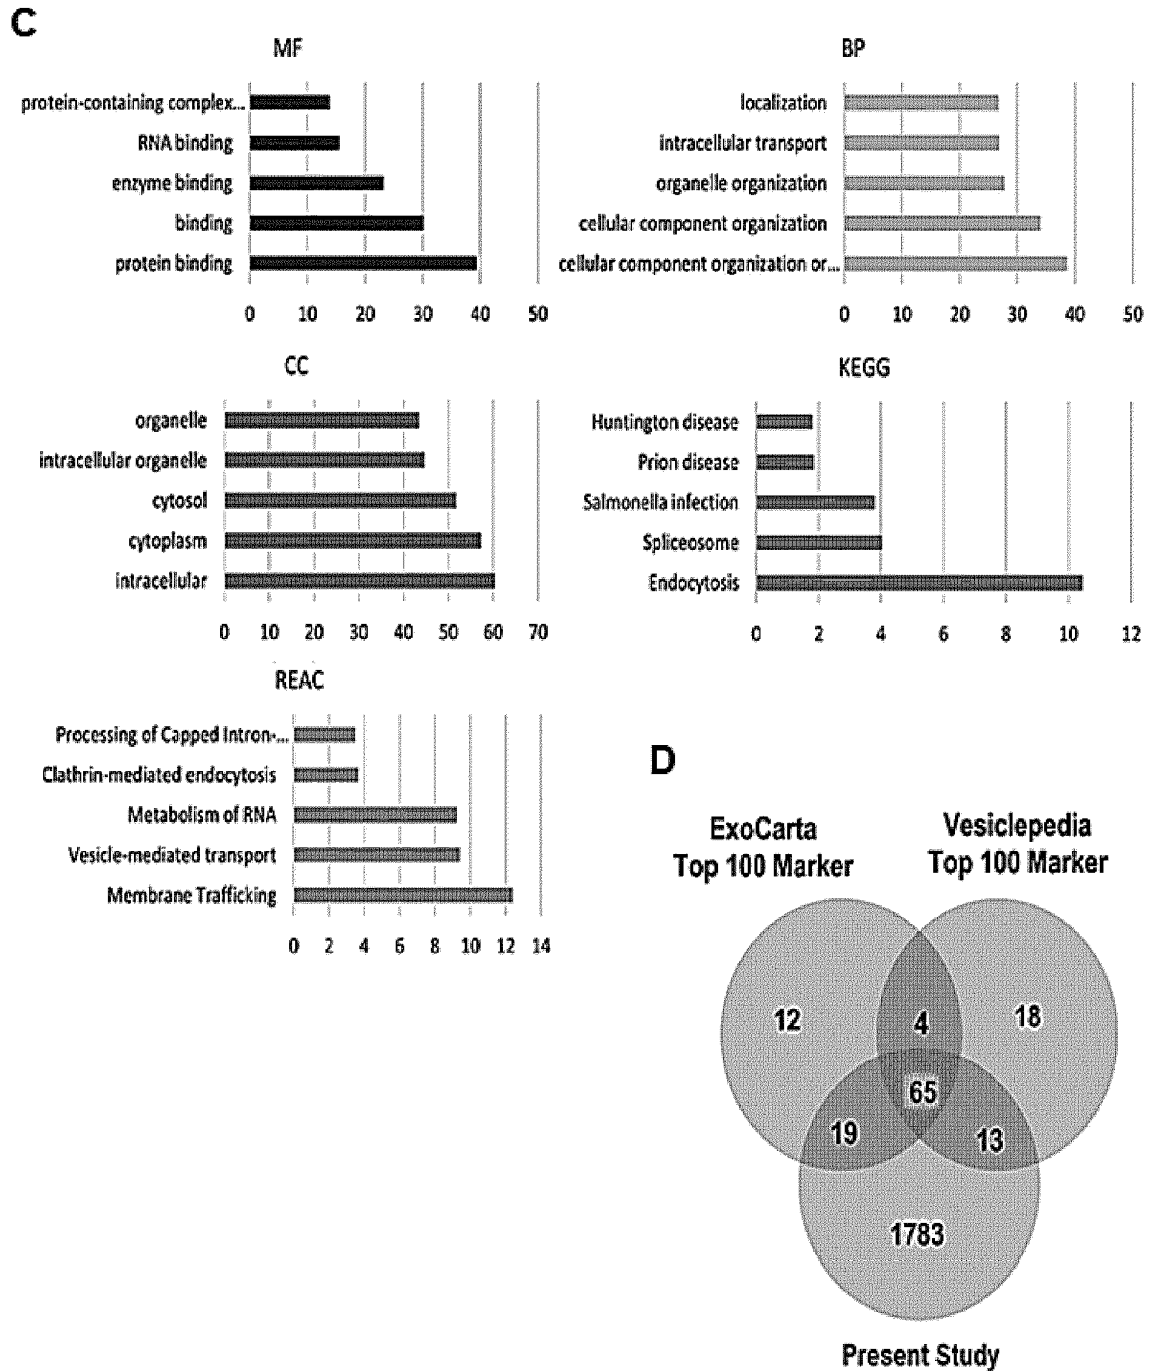 C
MF
protein-containing complex...
RNA binding
enzyme binding
binding
protein binding
0 10 20 30 40 50
BP
localization
intracellular transport
organelle organization
cellular component organization
cellular component organization or...
0 10 20 30 40 50
CC
organelle
intracellular organelle
cytosol
cytoplasm
intracellular
0 10 20 30 40 50 60 70
KEGG
Huntington disease
Prion disease
Salmonella infection
Spliceosome
Endocytosis
0 2 4 6 8 10 12
REAC
Processing of Capped Intron-...
Clathrin-mediated endocytosis
Metabolism of RNA
Vesicle-mediated transport
Membrane Trafficking
0 2 4 6 8 10 12 14
D
ExoCarta
Top 100 Marker
Vesiclepedia
Top 100 Marker
12 4 18
65
19 13
1783
Present Study